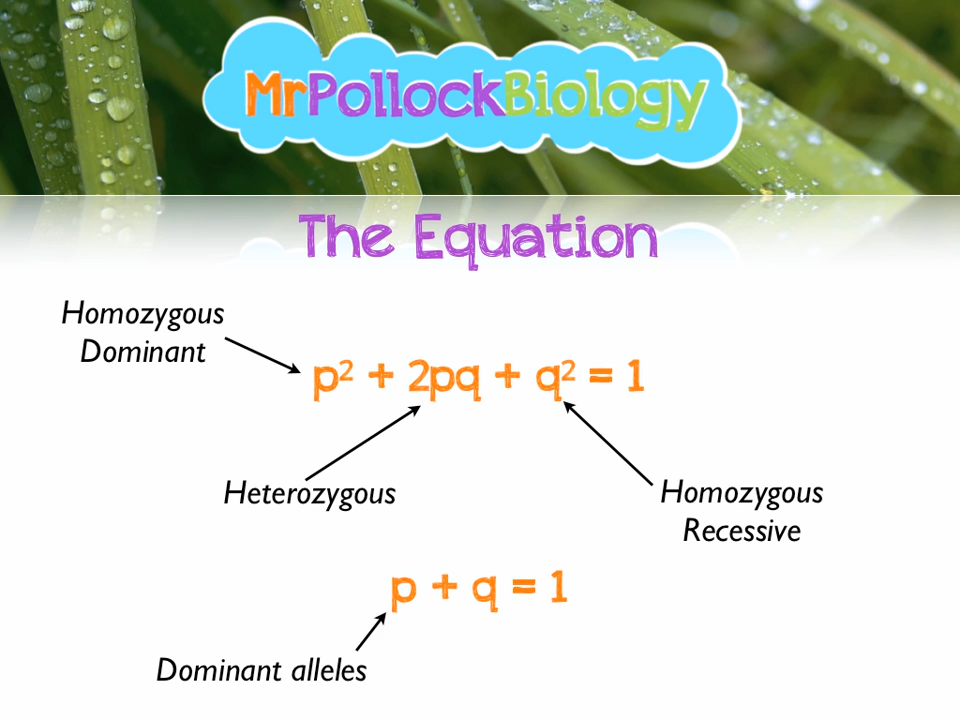 MrPollockBiology
The Equation
Homozygous
Dominant
p² + 2pq + q² = 1
Heterozygous
Homozygous
Recessive
p + q = 1
Dominant alleles